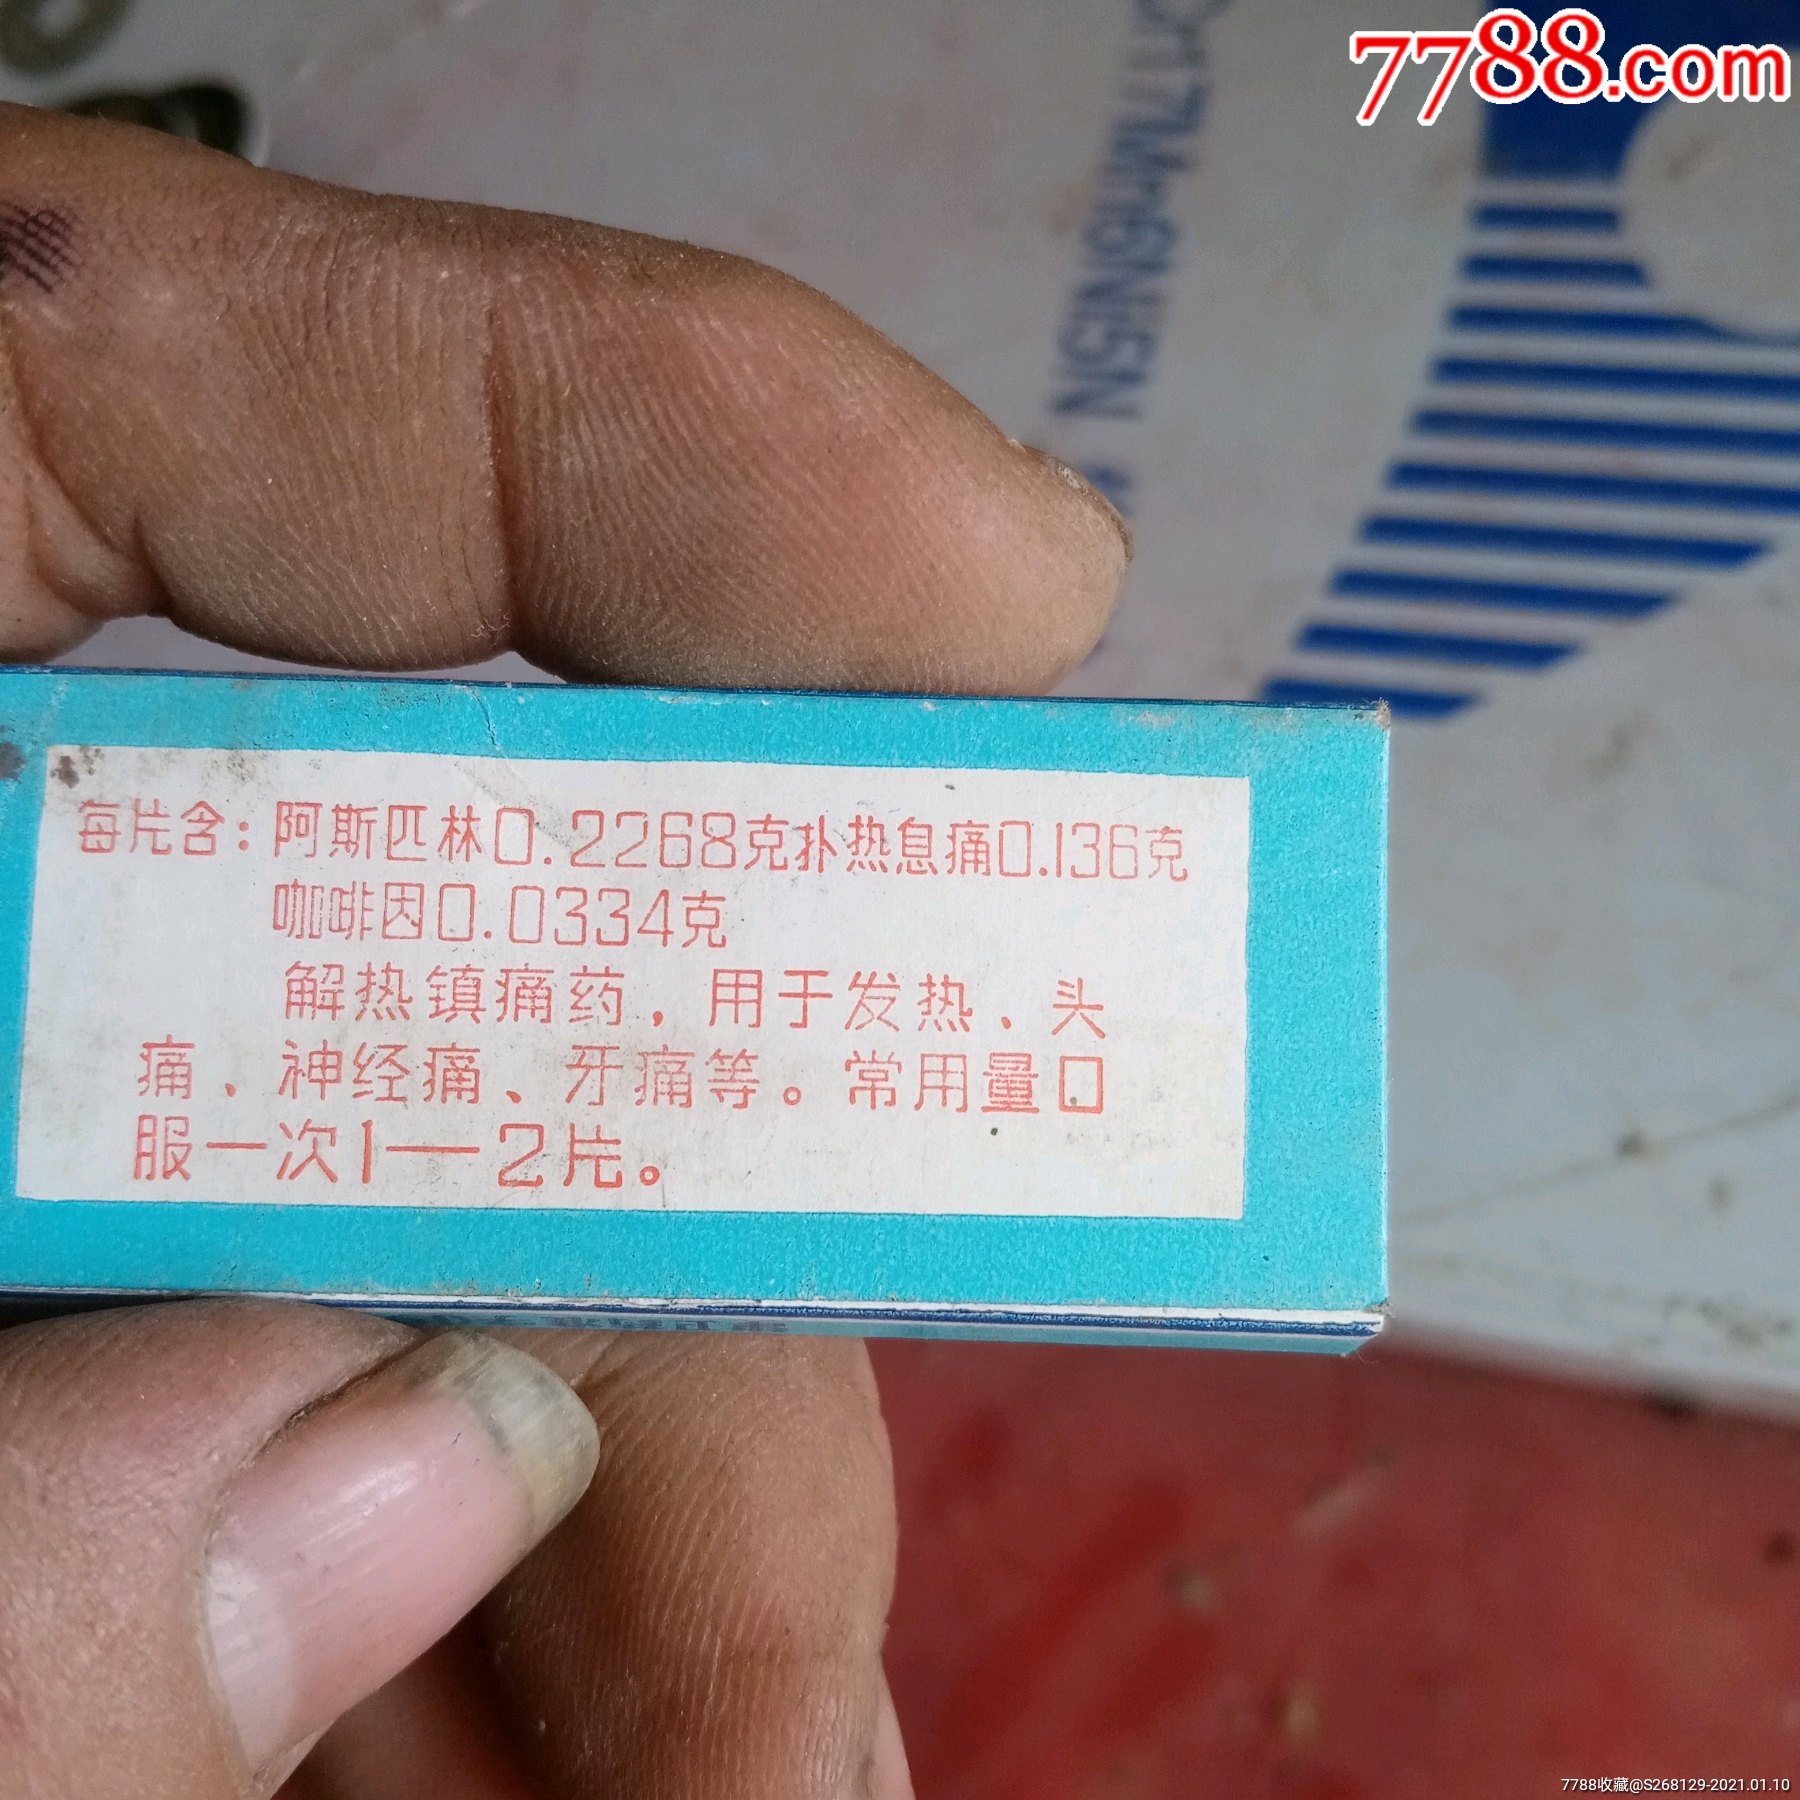 7788.com
Cr17Mn6Ni5N
每片含：阿斯匹林0.2268克扑热息痛0.136克
咖啡因0.0334克
解热镇痛药，用于发热、头
痛、神经痛、牙痛等。常用量口
服一次1—2片。
7788收藏@S268129-2021.01.10